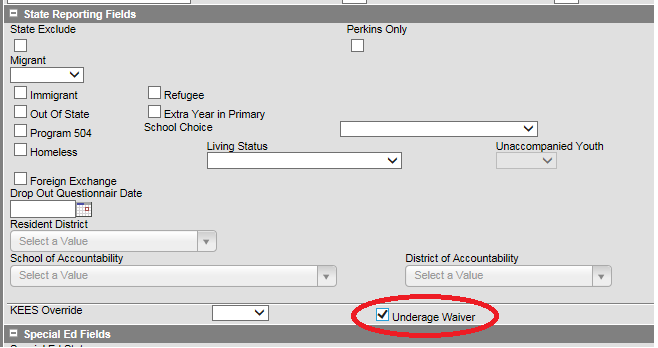 State Reporting Fields
State Exclude Perkins Only
Migrant
Immigrant Refugee
Out Of State Extra Year in Primary
Program 504 School Choice
Homeless Living Status Unaccompanied Youth
Foreign Exchange
Drop Out Questionnair Date
Resident District
Select a Value
School of Accountability District of Accountability
Select a Value Select a Value
KEES Override Underage Waiver
Special Ed Fields